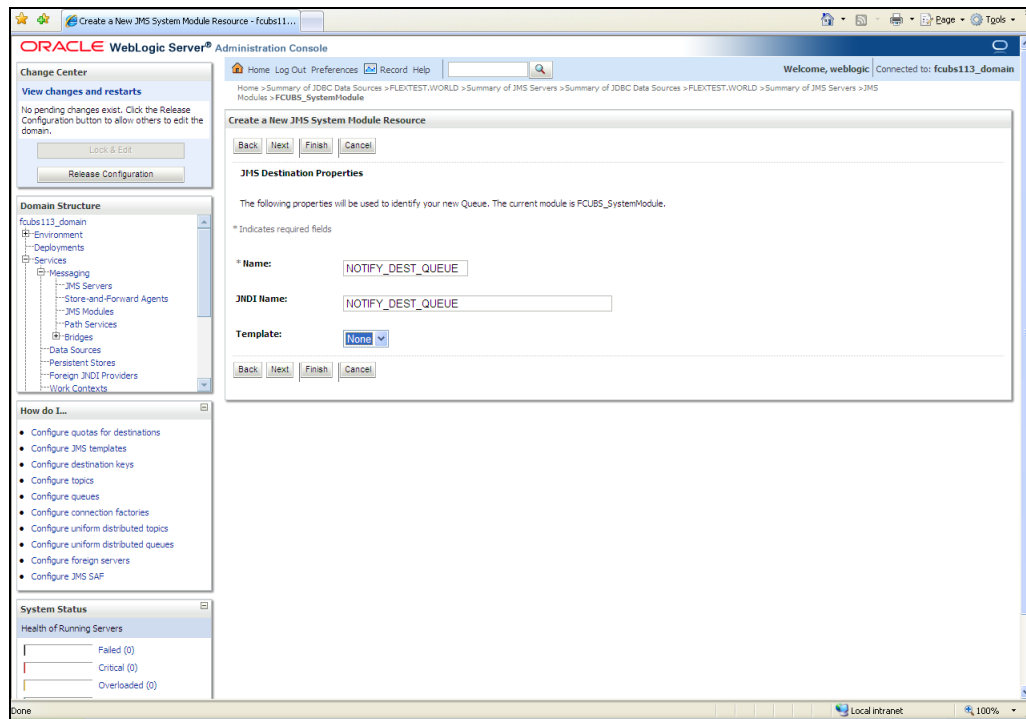 Create a New JMS System Module Resource - fcubs11...
Page
Tools
ORACLE WebLogic Server® Administration Console
Change Center
View changes and restarts
No pending changes exist. Click the Release
Configuration button to allow others to edit the
domain.
Lock & Edit
Release Configuration
Domain Structure
fcubs113_domain
Environment
Deployments
Services
Messaging
JMS Servers
Store-and-Forward Agents
JMS Modules
Path Services
Bridges
Data Sources
Persistent Stores
Foreign JNDI Providers
Work Contexts
How do I...
Configure quotas for destinations
Configure JMS templates
Configure destination keys
Configure topics
Configure queues
Configure connection factories
Configure uniform distributed topics
Configure uniform distributed queues
Configure foreign servers
Configure JMS SAF
System Status
Health of Running Servers
Failed (0)
Critical (0)
Overloaded (0)
Home Log Out Preferences Record Help
Welcome, weblogic Connected to: fcubs113_domain
Home >Summary of JDBC Data Sources >FLEXTEST.WORLD >Summary of JMS Servers >Summary of JDBC Data Sources >FLEXTEST.WORLD >Summary of JMS Servers >JMS
Modules >FCUBS_SystemModule
Create a New JMS System Module Resource
Back Next Finish Cancel
JMS Destination Properties
The following properties will be used to identify your new Queue. The current module is FCUBS_SystemModule.
* Indicates required fields
* Name: NOTIFY_DEST_QUEUE
JNDI Name: NOTIFY_DEST_QUEUE
Template: None
Back Next Finish Cancel
Done
Local intranet
100%